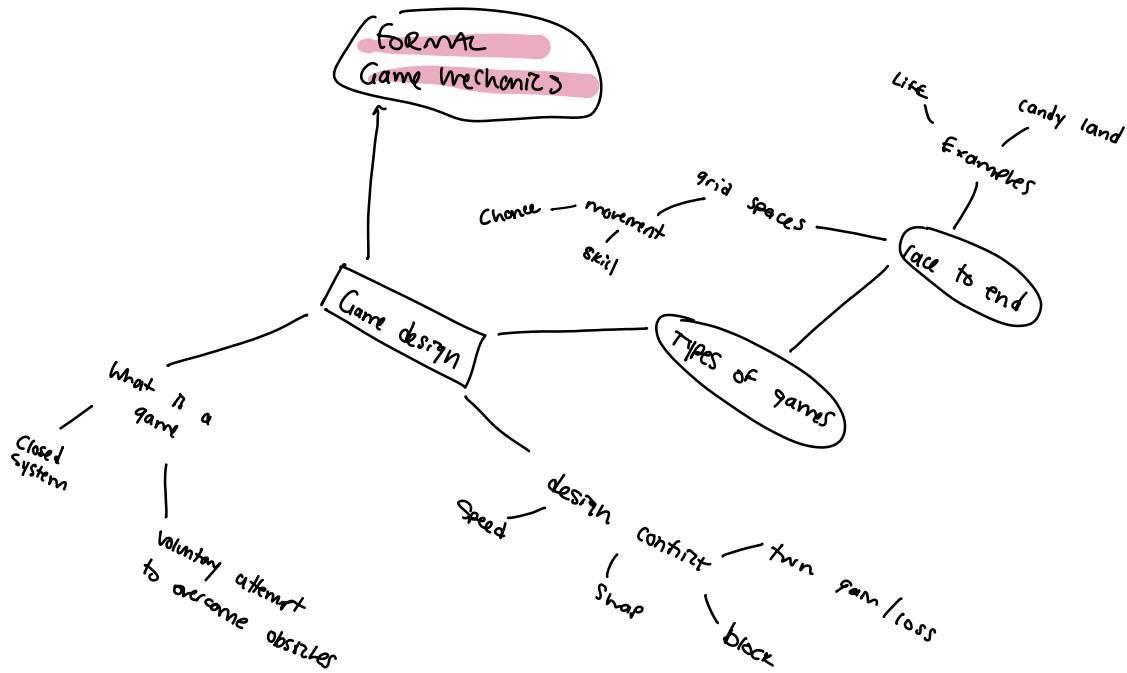 FORMAL
Game mechanics
Life
candy land
Examples
grid spaces
Chance
movement
skill
race to end
Game design
Types of games
What is a
game
Closed
system
voluntary attempt
to overcome obsticles
design conflict
Speed
swap
block
turn gain/loss